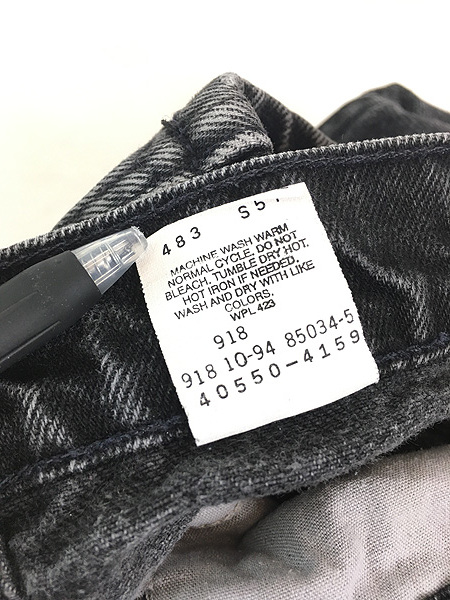 483 S5.
MACHINE WASH WARM
NORMAL CYCLE. DO NOT
BLEACH. TUMBLE DRY HOT.
HOT IRON IF NEEDED.
WASH AND DRY WITH LIKE
COLORS.
WPL 423
918
918 10-94 85034-5
40550-4159